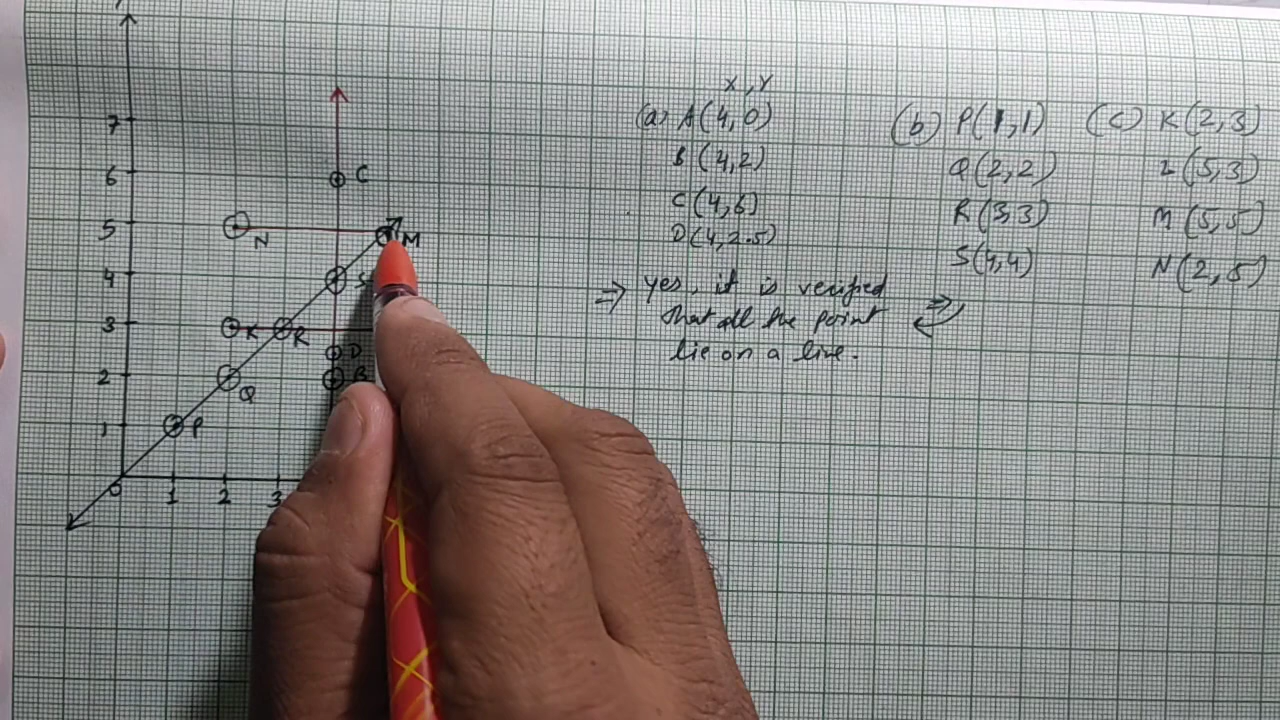 X, Y
(a) A(4,0)
B(4,2)
C(4,6)
D(4,2.5)
⇒ yes, it is verified
that all the point
lie on a line.
(b) P(1,1)
Q(2,2)
R(3,3)
S(4,4)
⇒
(c) K(2,3)
L(5,3)
M(5,5)
N(2,5)
7
6
5
4
3
2
1
0 1 2 3
C
N M
S
K R
D
B
Q
P